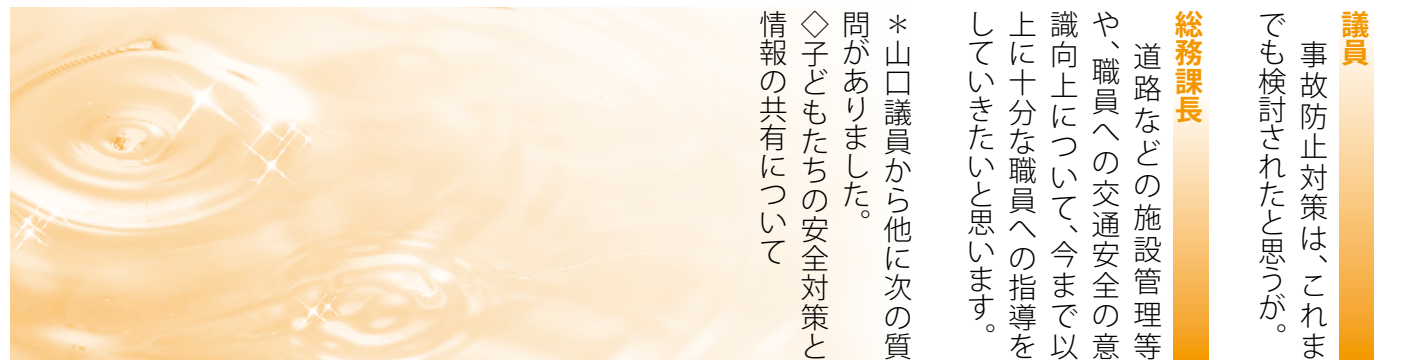 議員
事故防止対策は、これま
でも検討されたと思うが。
総務課長
道路などの施設管理等
や、職員への交通安全の意
識向上について、今まで以
上に十分な職員への指導を
していきたいと思います。
＊山口議員から他に次の質
問がありました。
◇子どもたちの安全対策と
情報の共有について